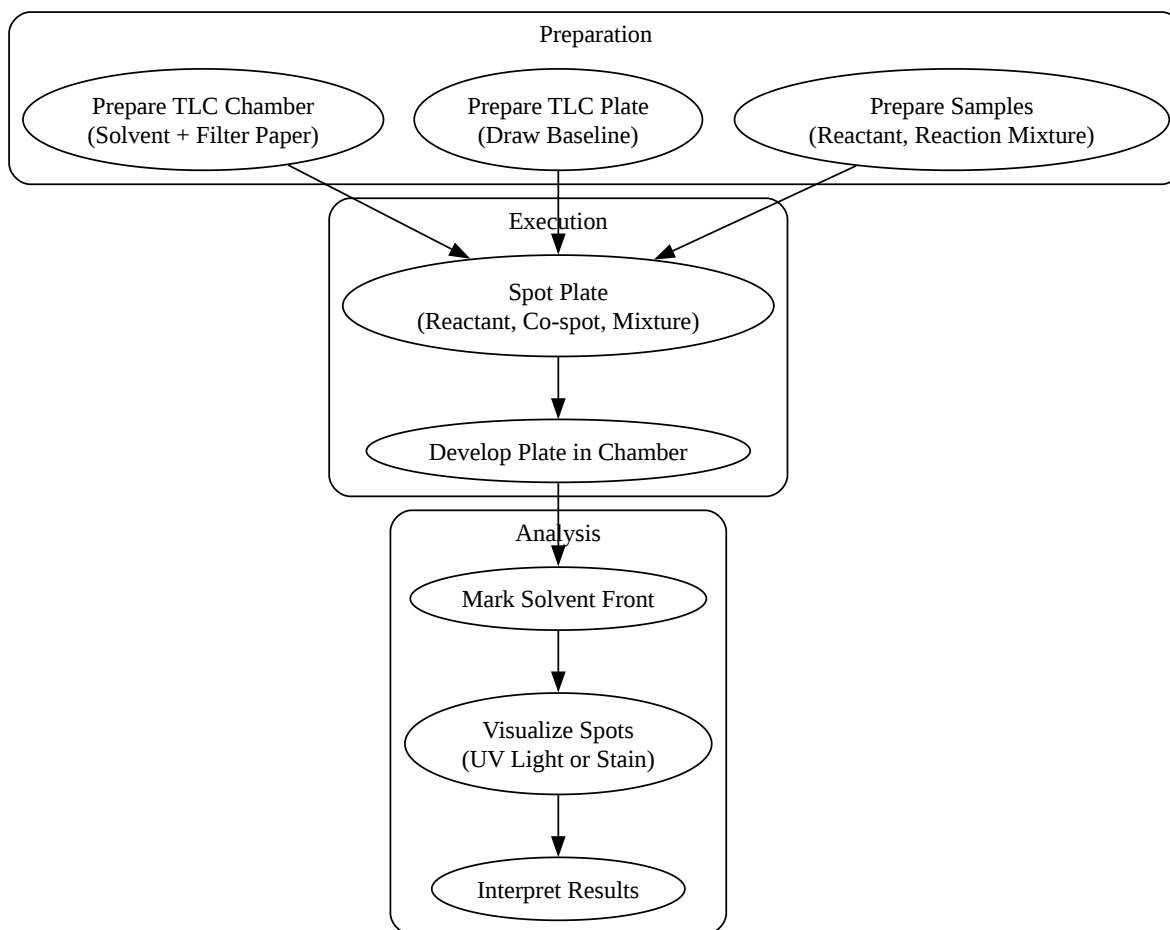 Preparation
Prepare TLC Chamber
(Solvent + Filter Paper)
Prepare TLC Plate
(Draw Baseline)
Prepare Samples
(Reactant, Reaction Mixture)
Execution
Spot Plate
(Reactant, Co-spot, Mixture)
Develop Plate in Chamber
Analysis
Mark Solvent Front
Visualize Spots
(UV Light or Stain)
Interpret Results